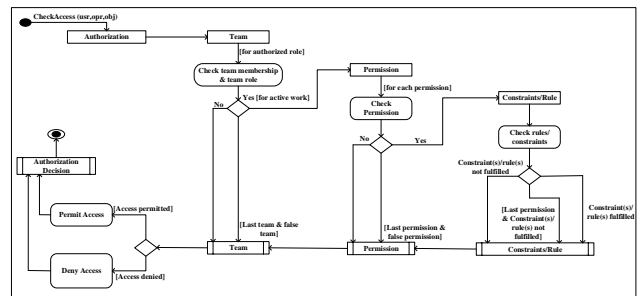 CheckAccess (usr,opr,obj)
Authorization
Team
[for authorized role]
Check team membership
& team role
Yes [for active work]
No
Permission
[for each permission]
Check
Permission
No
Yes
Constraints/Rule
Check rules/
constraints
Constraint(s)/rule(s)
not fulfilled
Constraint(s)/
rule(s) fulfilled
[Last permission
& Constraint(s)/
rule(s) not
fulfilled]
Constraints/Rule
[Last permission &
false permission]
Permission
[Last team & false
team]
Team
Authorization
Decision
Permit Access
[Access permitted]
Deny Access
[Access denied]